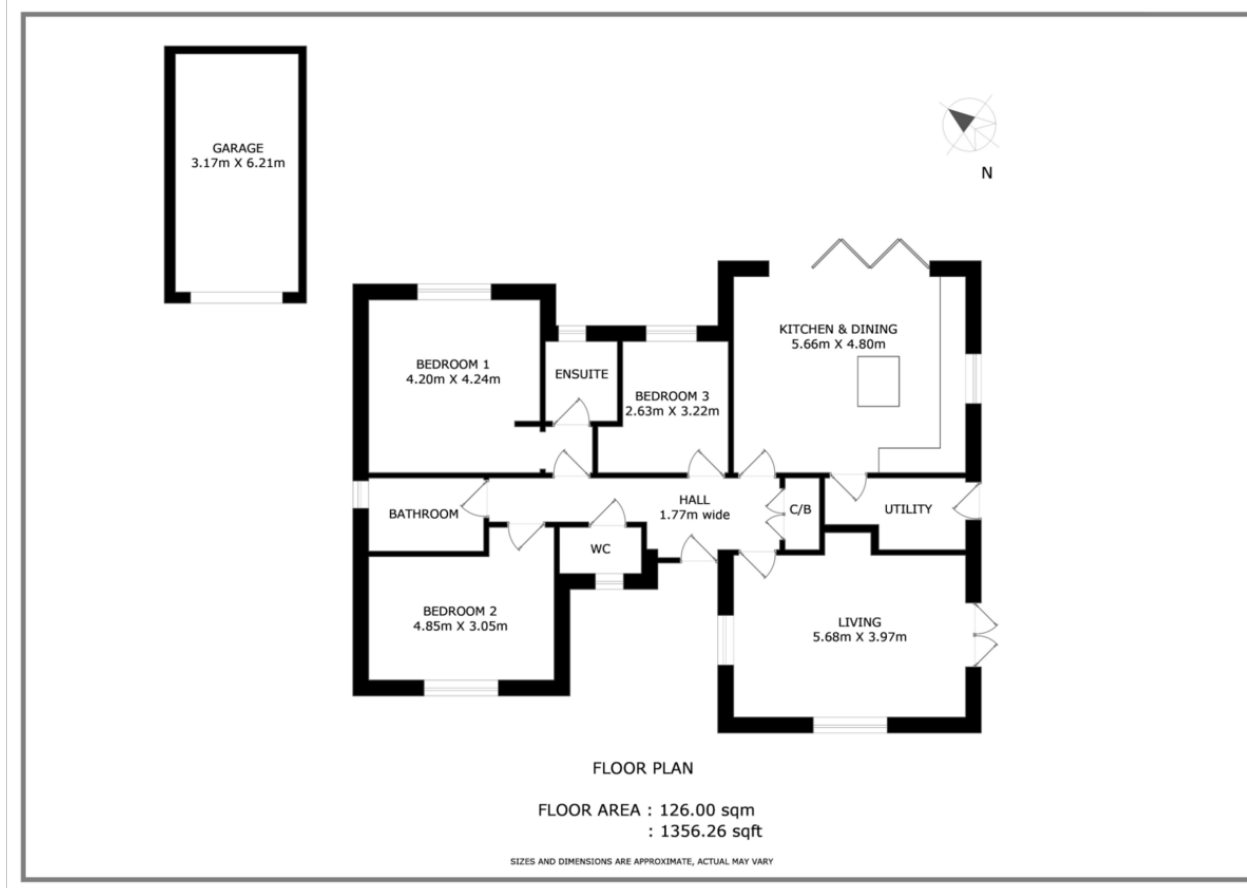 GARAGE
3.17m X 6.21m
N
KITCHEN & DINING
5.66m X 4.80m
BEDROOM 1
4.20m X 4.24m
ENSUITE
BEDROOM 3
2.63m X 3.22m
HALL
1.77m wide
C/B
UTILITY
BATHROOM
WC
BEDROOM 2
4.85m X 3.05m
LIVING
5.68m X 3.97m
FLOOR PLAN
FLOOR AREA : 126.00 sqm
: 1356.26 sqft
SIZES AND DIMENSIONS ARE APPROXIMATE, ACTUAL MAY VARY